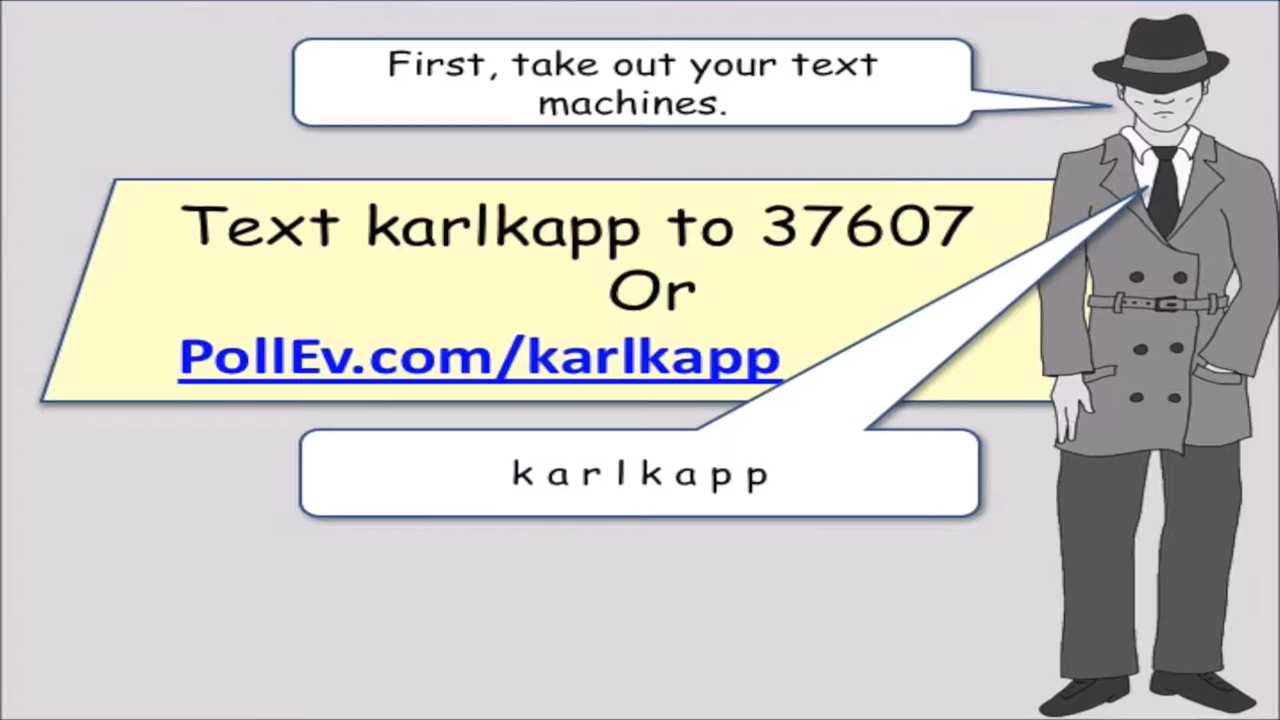 First, take out your text
machines.
Text karlkapp to 37607
Or
PollEv.com/karlkapp
k a r l k a p p